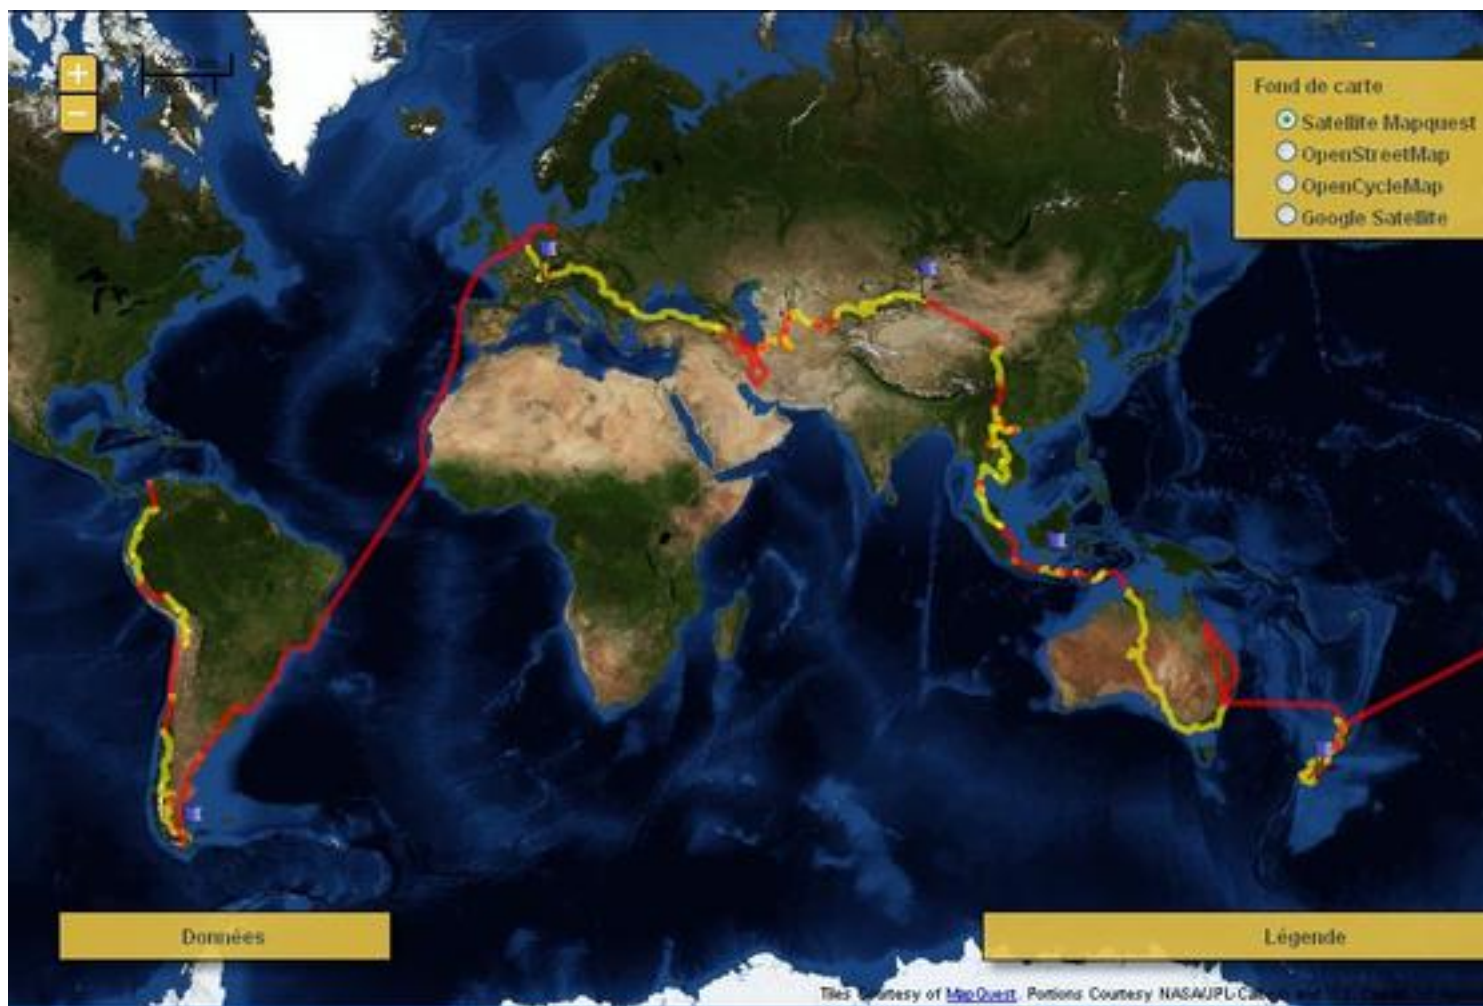 +
−
Fond de carte
Satellite Mapquest
OpenStreetMap
OpenCycleMap
Google Satellite
Données
Légende
Tiles Courtesy of MapQuest. Portions Courtesy NASA/JPL-